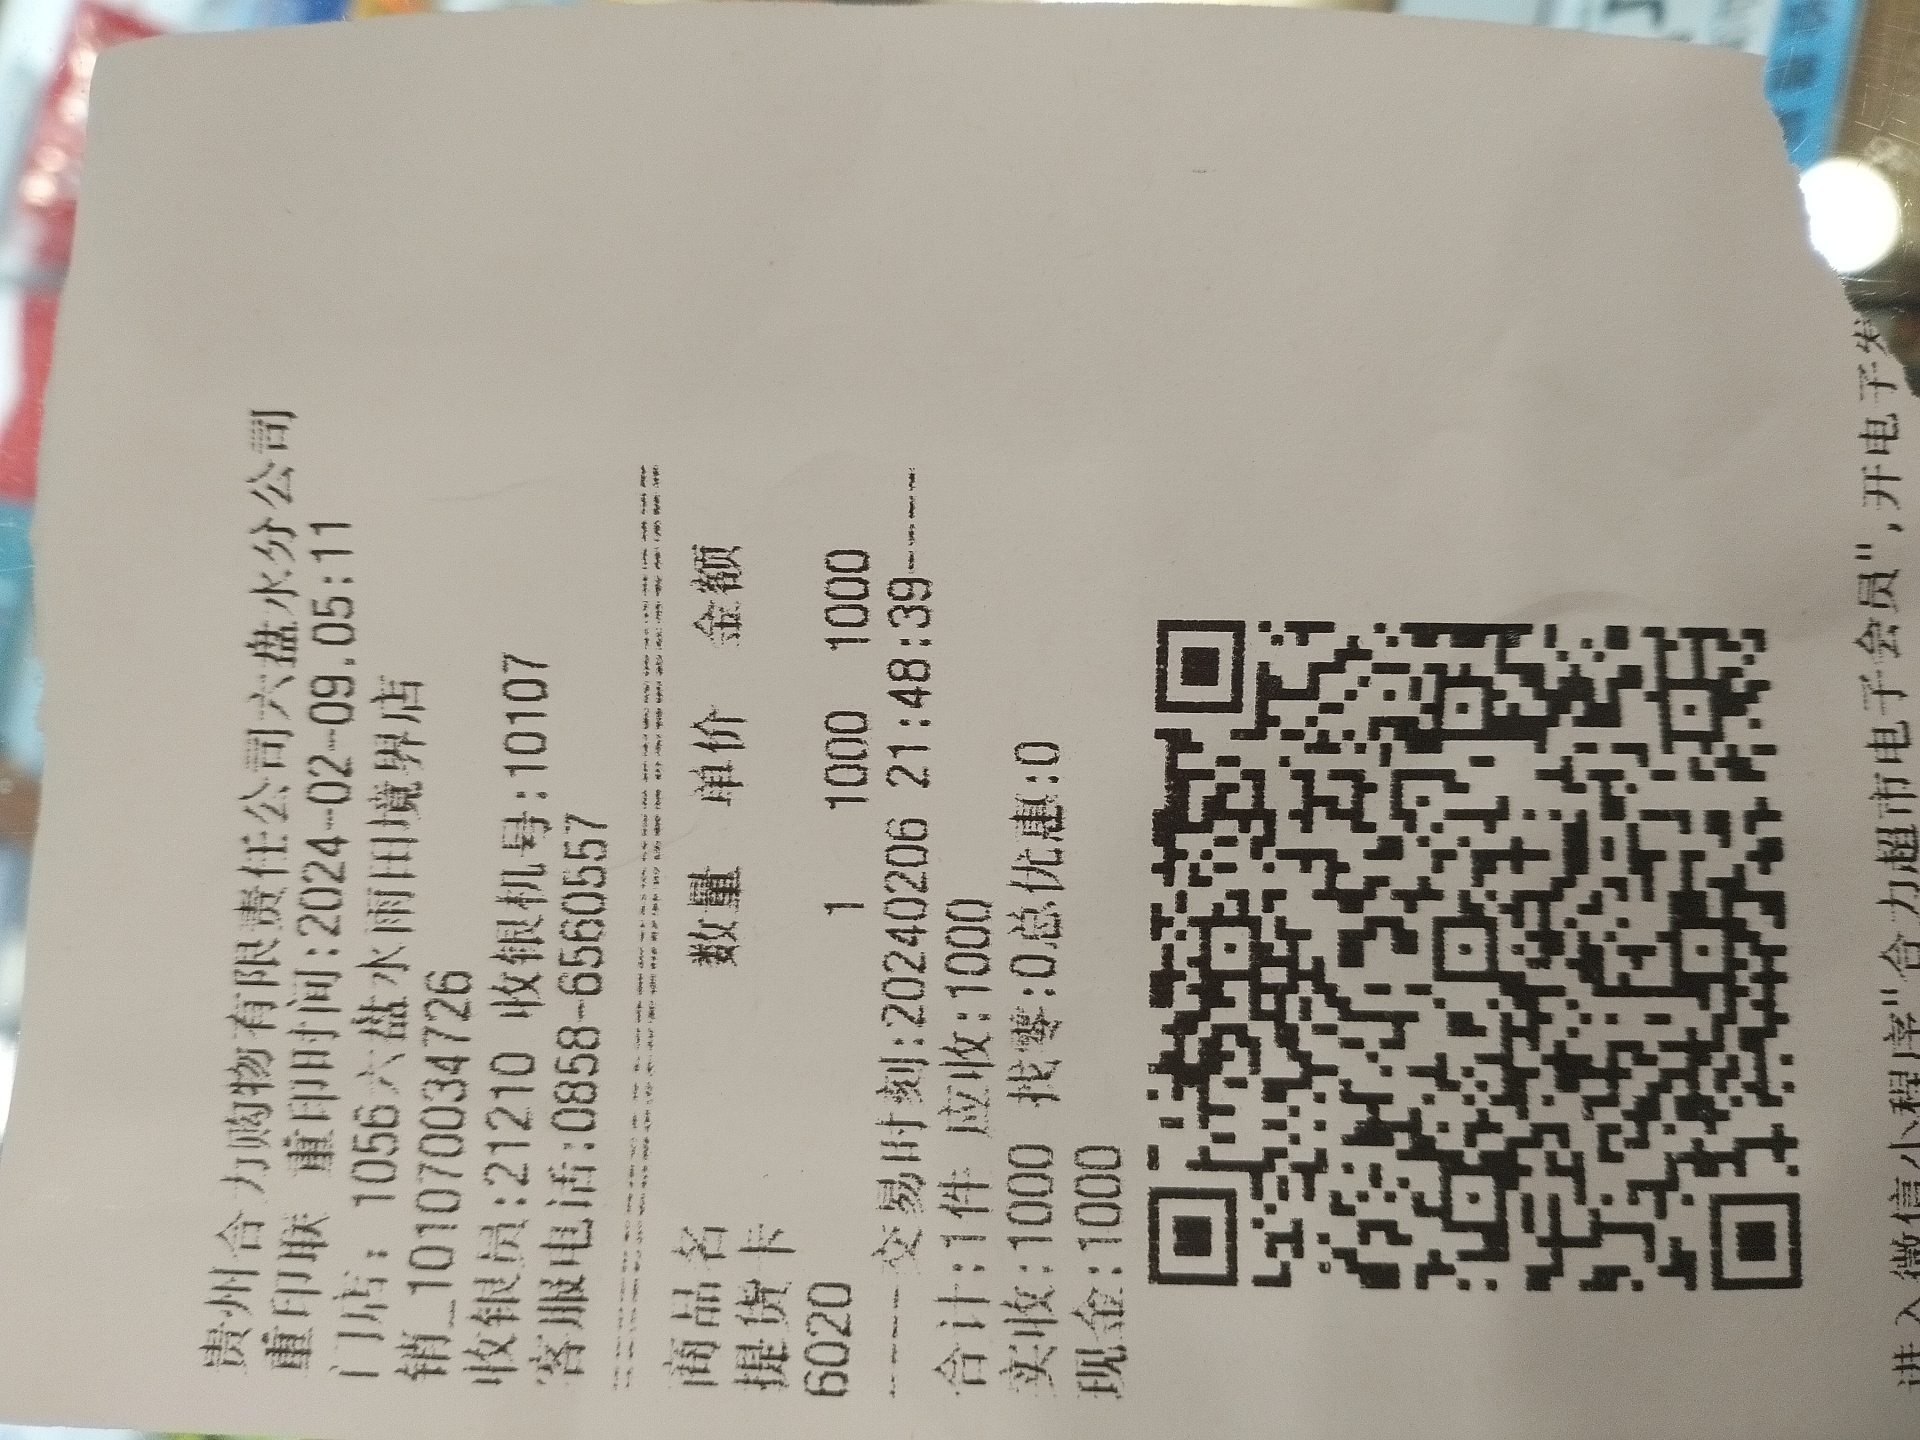 贵州合力购物有限责任公司六盘水分公司
重印联 重印时间:2024-02-09.05:11
门店: 1056六盘水雨田境界店
销_1010700347726
收银员:21210 收银机号:10107
客服电话:0858-6560557
商品名 数量 单价 金额
提货卡
6020 1 1000 1000
-----交易时刻:20240206 21:48:39-----
合计:1件 应收:1000
实收:1000 找零:0总优惠:0
现金:1000
进入微信小程序"合力超市电子会员",开电子发